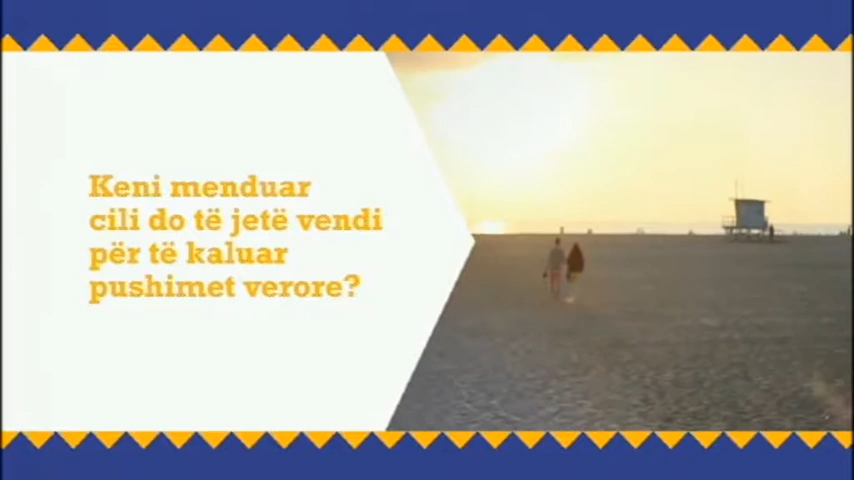 Keni menduar
cili do të jetë vendi
për të kaluar
pushimet verore?